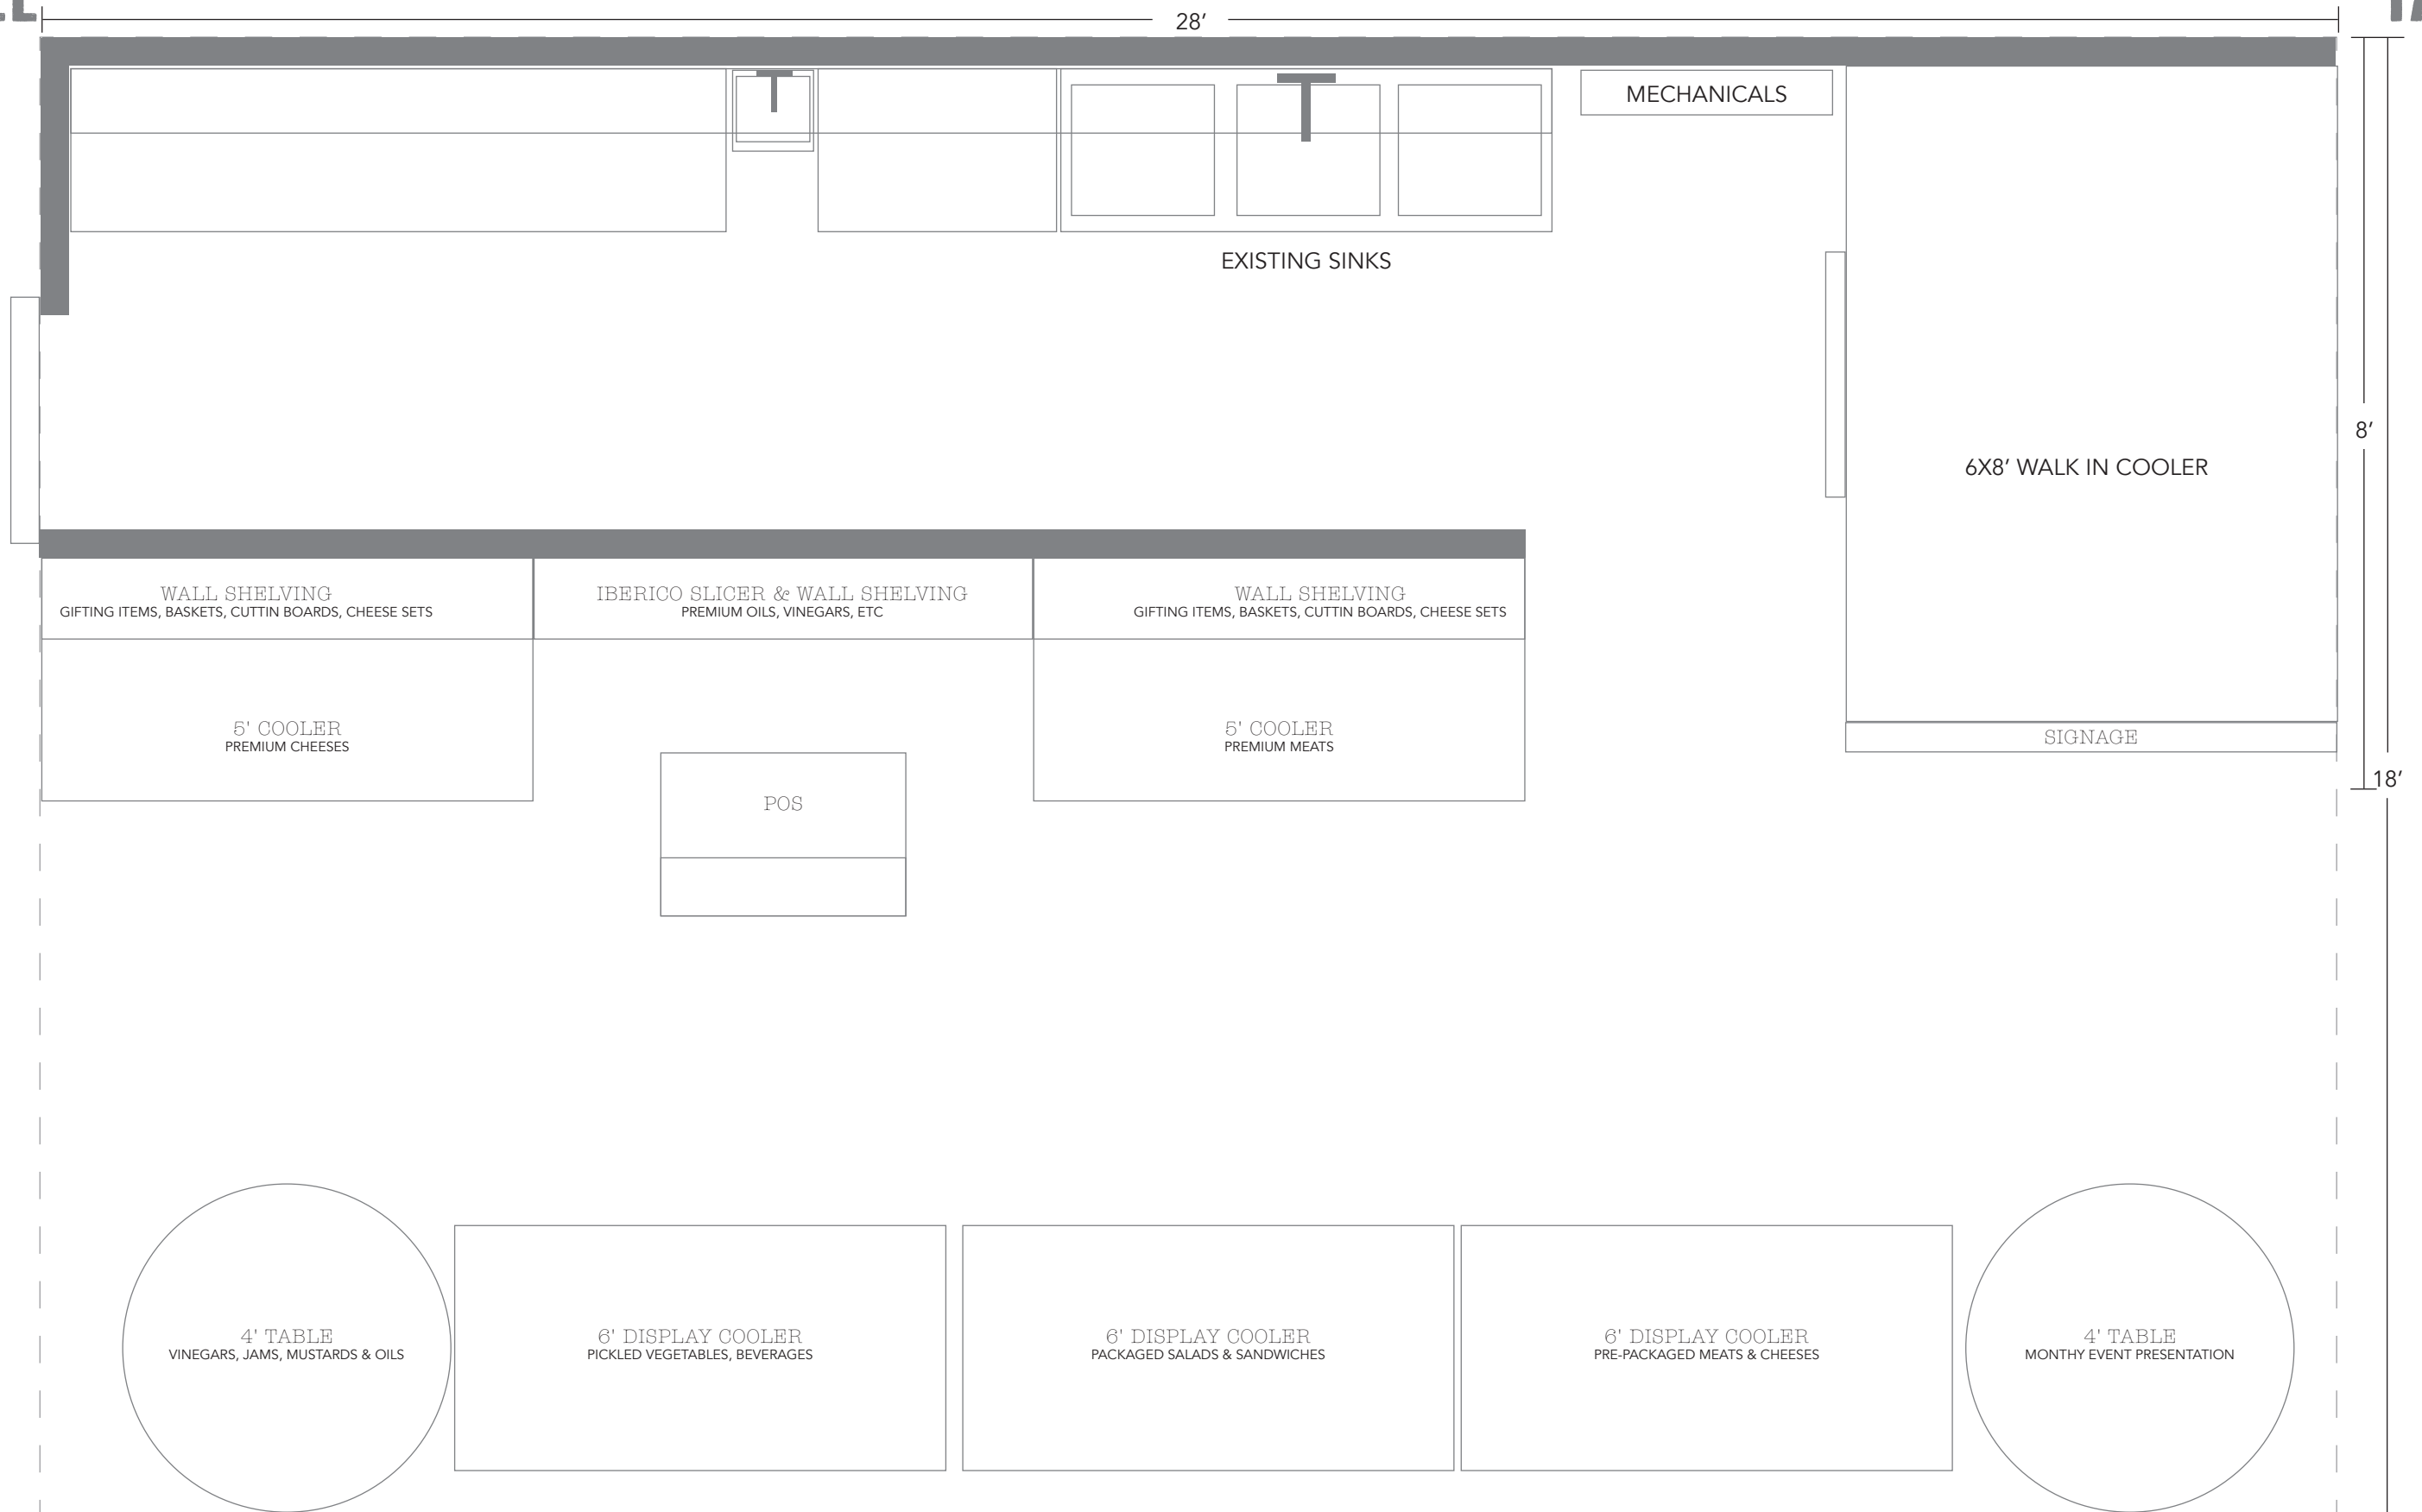 28'
MECHANICALS
EXISTING SINKS
8'
6X8' WALK IN COOLER
WALL SHELVING
GIFTING ITEMS, BASKETS, CUTTIN BOARDS, CHEESE SETS
IBERICO SLICER & WALL SHELVING
PREMIUM OILS, VINEGARS, ETC
WALL SHELVING
GIFTING ITEMS, BASKETS, CUTTIN BOARDS, CHEESE SETS
5' COOLER
PREMIUM CHEESES
5' COOLER
PREMIUM MEATS
SIGNAGE
18'
POS
4' TABLE
VINEGARS, JAMS, MUSTARDS & OILS
6' DISPLAY COOLER
PICKLED VEGETABLES, BEVERAGES
6' DISPLAY COOLER
PACKAGED SALADS & SANDWICHES
6' DISPLAY COOLER
PRE-PACKAGED MEATS & CHEESES
4' TABLE
MONTHY EVENT PRESENTATION